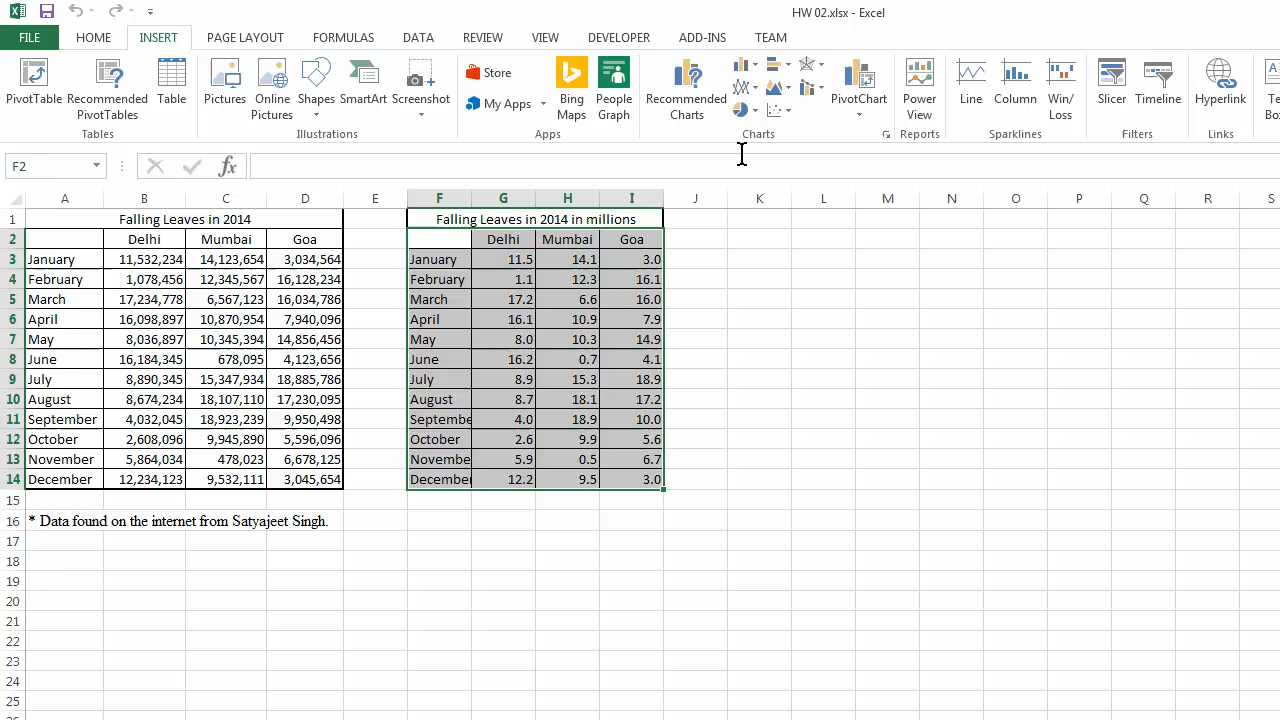 HW 02.xlsx - Excel
FILE HOME INSERT PAGE LAYOUT FORMULAS DATA REVIEW VIEW DEVELOPER ADD-INS TEAM
PivotTable Recommended PivotTables Table Pictures Online Pictures Shapes SmartArt Screenshot Store My Apps Bing Maps People Graph Recommended Charts PivotChart Power View Line Column Win/Loss Slicer Timeline Hyperlink
Tables Illustrations Apps Charts Reports Sparklines Filters Links
F2 fx
A B C D E F G H I J K L M N O P Q R S
1 Falling Leaves in 2014 Falling Leaves in 2014 in millions
2 Delhi Mumbai Goa Delhi Mumbai Goa
3 January 11,532,234 14,123,654 3,034,564 January 11.5 14.1 3.0
4 February 1,078,456 12,345,567 16,128,234 February 1.1 12.3 16.1
5 March 17,234,778 6,567,123 16,034,786 March 17.2 6.6 16.0
6 April 16,098,897 10,870,954 7,940,096 April 16.1 10.9 7.9
7 May 8,036,897 10,345,394 14,856,456 May 8.0 10.3 14.9
8 June 16,184,345 678,095 4,123,656 June 16.2 0.7 4.1
9 July 8,890,345 15,347,934 18,885,786 July 8.9 15.3 18.9
10 August 8,674,234 18,107,110 17,230,095 August 8.7 18.1 17.2
11 September 4,032,045 18,923,239 9,950,498 Septembe 4.0 18.9 10.0
12 October 2,608,096 9,945,890 5,596,096 October 2.6 9.9 5.6
13 November 5,864,034 478,023 6,678,125 Novembe 5.9 0.5 6.7
14 December 12,234,123 9,532,111 3,045,654 December 12.2 9.5 3.0
15
16 * Data found on the internet from Satyajeet Singh.
17
18
19
20
21
22
23
24
25